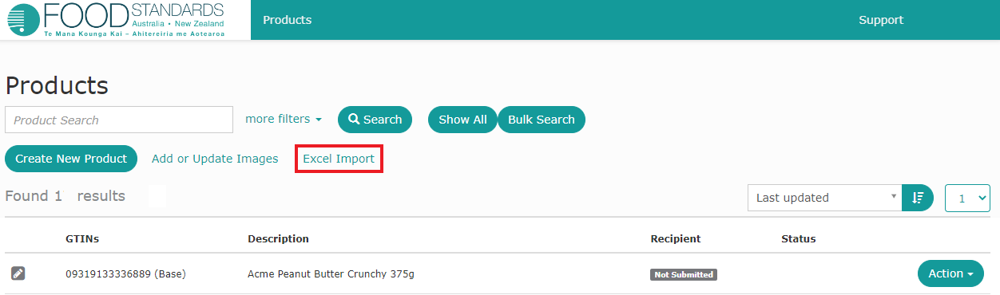 FOOD STANDARDS
Australia • New Zealand
Te Mana Kounga Kai – Ahitereiria me Aotearoa
Products
Support
Products
Product Search
more filters
Search
Show All
Bulk Search
Create New Product
Add or Update Images
Excel Import
Found 1 results
Last updated
1
GTINs Description Recipient Status
09319133336889 (Base) Acme Peanut Butter Crunchy 375g Not Submitted Action